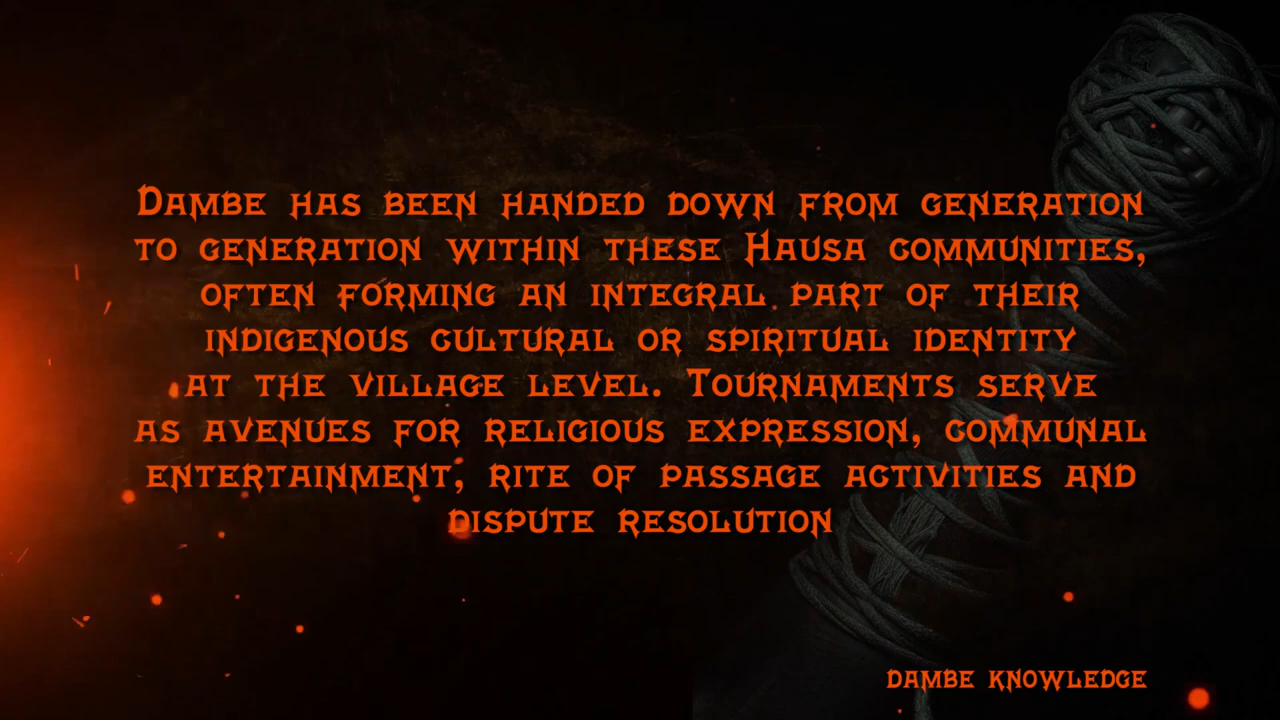 Dambe has been handed down from generation
to generation within these Hausa communities,
often forming an integral part of their
indigenous cultural or spiritual identity
at the village level. Tournaments serve
as avenues for religious expression, communal
entertainment, rite of passage activities and
dispute resolution
dambe knowledge